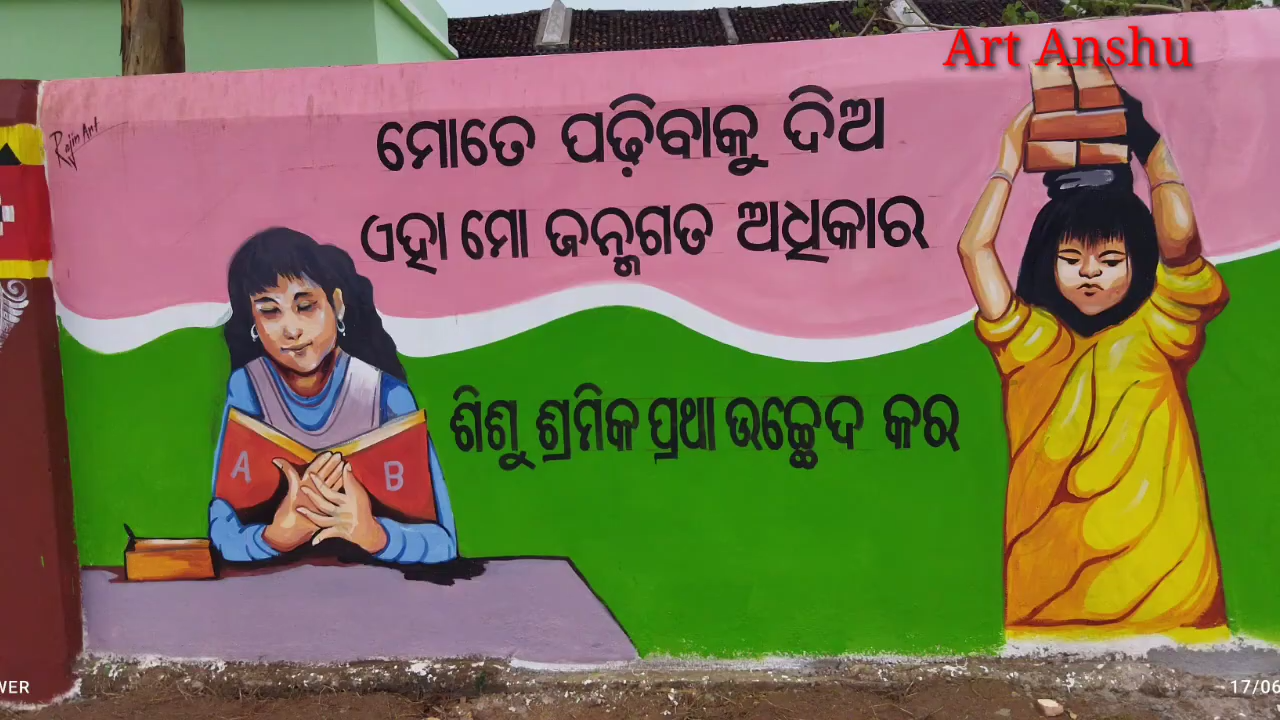 Art Anshu
Rajin Art
ମୋତେ ପଢ଼ିବାକୁ ଦିଅ
ଏହା ମୋ ଜନ୍ମଗତ ଅଧିକାର
ଶିଶୁ ଶ୍ରମିକ ପ୍ରଥା ଉଚ୍ଛେଦ କର
A B
17/06